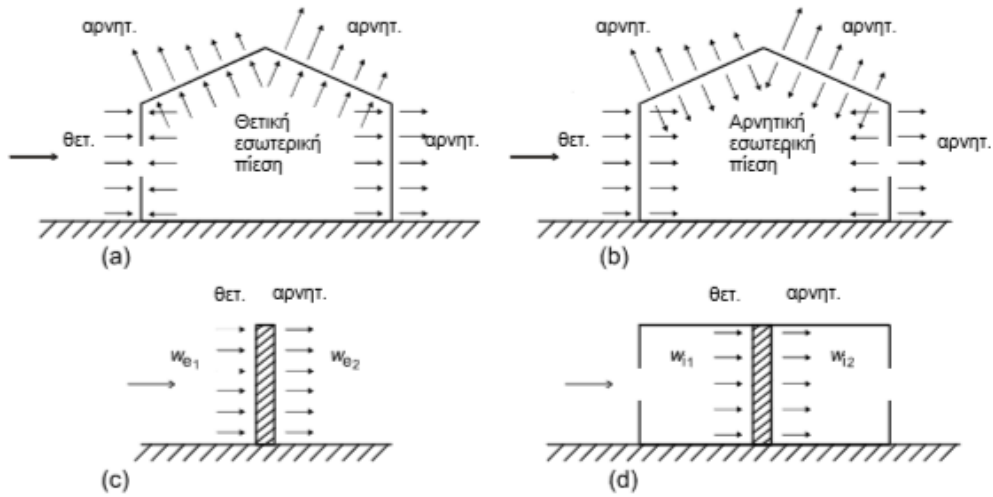 αρνητ. αρνητ. αρνητ. αρνητ.
θετ. Θετική εσωτερική πίεση αρνητ. θετ. Αρνητική εσωτερική πίεση αρνητ.
(a) (b)
θετ. αρνητ. θετ. αρνητ.
we1 we2 wi1 wi2
(c) (d)